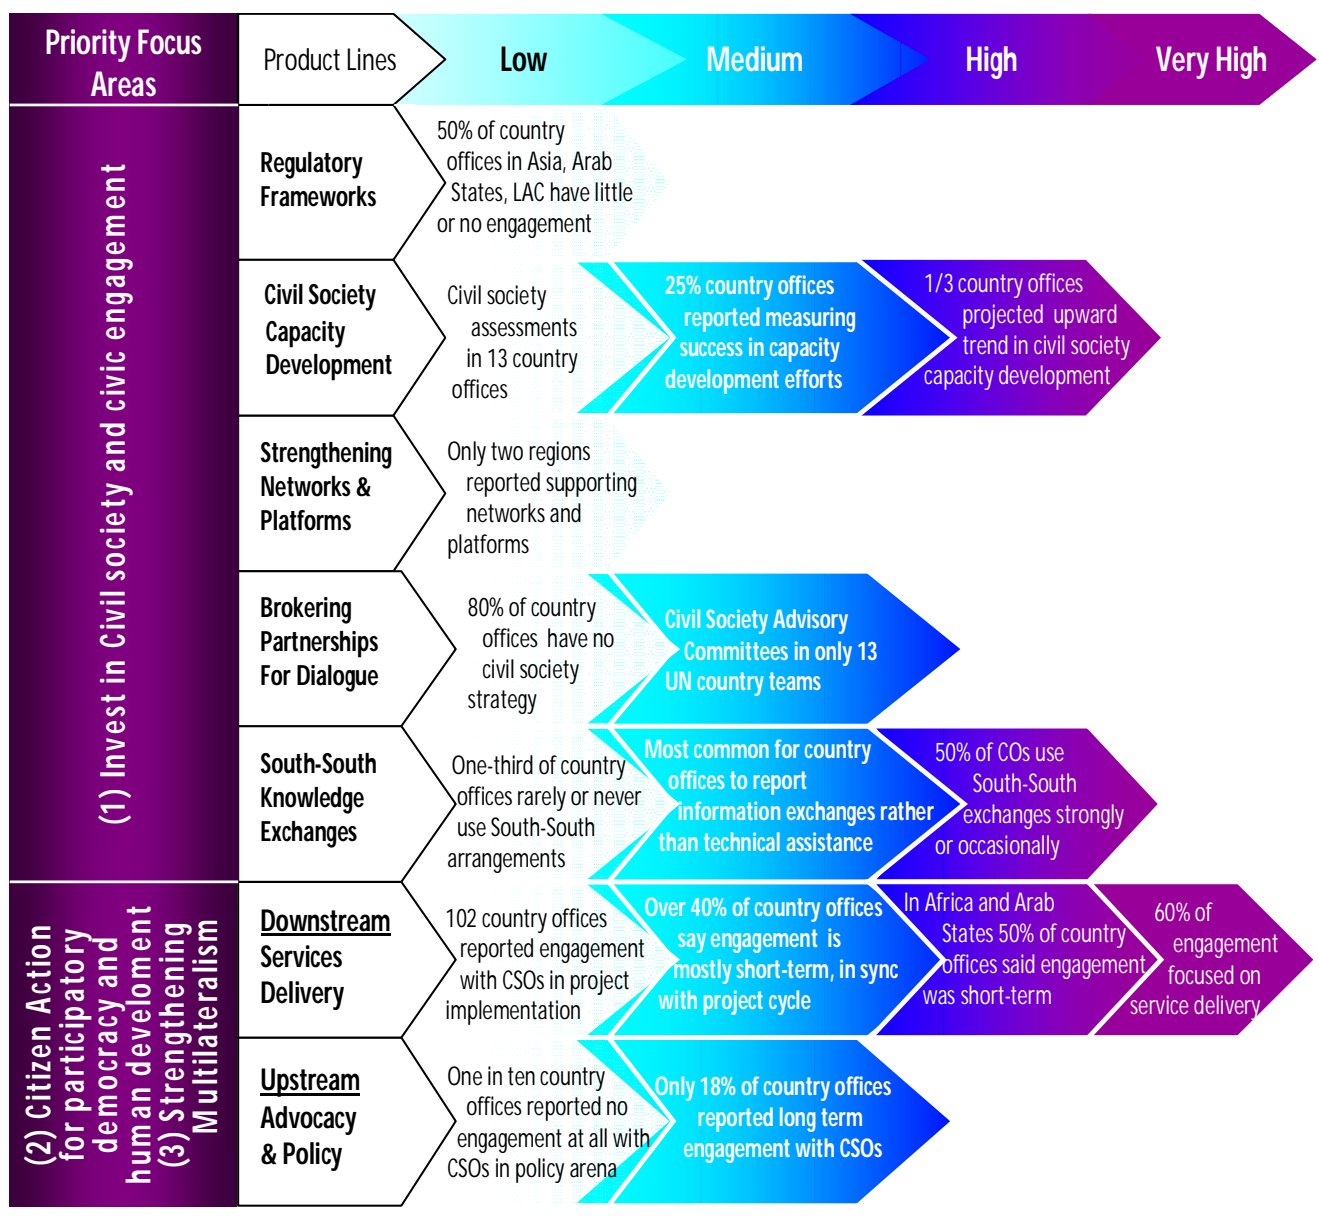 Priority Focus
Areas
Product Lines
Low
Medium
High
Very High
(1) Invest in Civil society and civic engagement
Regulatory
Frameworks
50% of country
offices in Asia, Arab
States, LAC have little
or no engagement
Civil Society
Capacity
Development
Civil society
assessments
in 13 country
offices
25% country offices
reported measuring
success in capacity
development efforts
1/3 country offices
projected upward
trend in civil society
capacity development
Strengthening
Networks &
Platforms
Only two regions
reported supporting
networks and
platforms
Brokering
Partnerships
For Dialogue
80% of country
offices have no
civil society
strategy
Civil Society Advisory
Committees in only 13
UN country teams
South-South
Knowledge
Exchanges
One-third of country
offices rarely or never
use South-South
arrangements
Most common for country
offices to report
information exchanges rather
than technical assistance
50% of COs use
South-South
exchanges strongly
or occasionally
(2) Citizen Action
for participatory
democracy and
human develoment
(3) Strengthening
Multilateralism
Downstream
Services
Delivery
102 country offices
reported engagement
with CSOs in project
implementation
Over 40% of country offices
say engagement is
mostly short-term, in sync
with project cycle
In Africa and Arab
States 50% of country
offices said engagement
was short-term
60% of
engagement
focused on
service delivery
Upstream
Advocacy
& Policy
One in ten country
offices reported no
engagement at all with
CSOs in policy arena
Only 18% of country offices
reported long term
engagement with CSOs